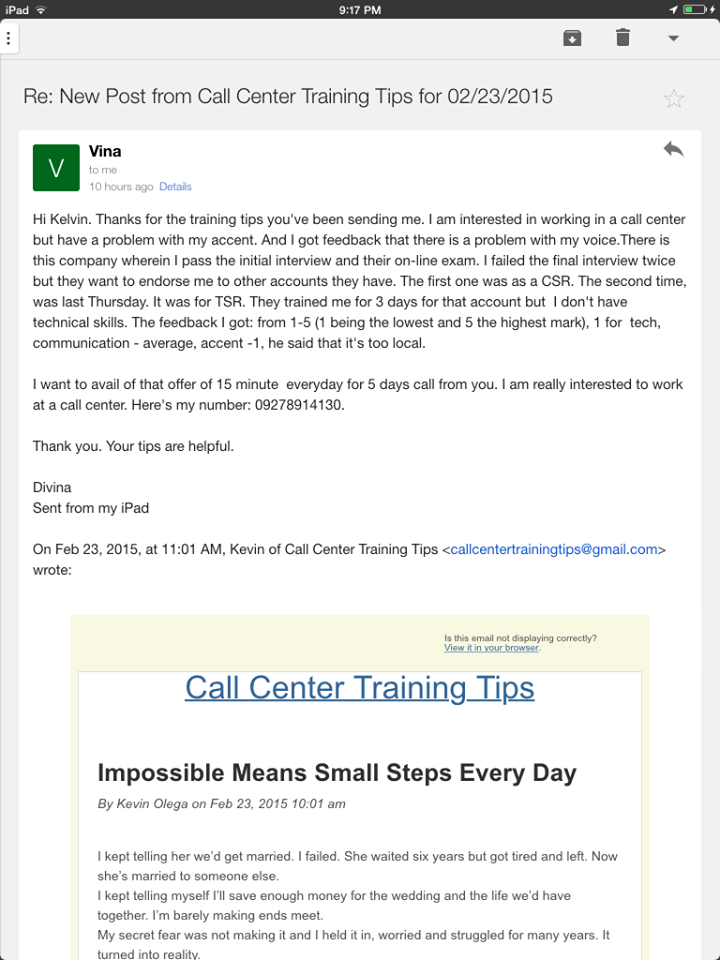 iPad 9:17 PM
Re: New Post from Call Center Training Tips for 02/23/2015
V
Vina
to me
10 hours ago Details
Hi Kelvin. Thanks for the training tips you've been sending me. I am interested in working in a call center
but have a problem with my accent. And I got feedback that there is a problem with my voice.There is
this company wherein I pass the initial interview and their on-line exam. I failed the final interview twice
but they want to endorse me to other accounts they have. The first one was as a CSR. The second time,
was last Thursday. It was for TSR. They trained me for 3 days for that account but I don't have
technical skills. The feedback I got: from 1-5 (1 being the lowest and 5 the highest mark), 1 for tech,
communication - average, accent -1, he said that it's too local.
I want to avail of that offer of 15 minute everyday for 5 days call from you. I am really interested to work
at a call center. Here's my number: 09278914130.
Thank you. Your tips are helpful.
Divina
Sent from my iPad
On Feb 23, 2015, at 11:01 AM, Kevin of Call Center Training Tips <callcentertrainingtips@gmail.com>
wrote:
Is this email not displaying correctly?
View it in your browser.
Call Center Training Tips
Impossible Means Small Steps Every Day
By Kevin Olega on Feb 23, 2015 10:01 am
I kept telling her we'd get married. I failed. She waited six years but got tired and left. Now
she's married to someone else.
I kept telling myself I'll save enough money for the wedding and the life we'd have
together. I'm barely making ends meet.
My secret fear was not making it and I held it in, worried and struggled for many years. It
turned into reality.